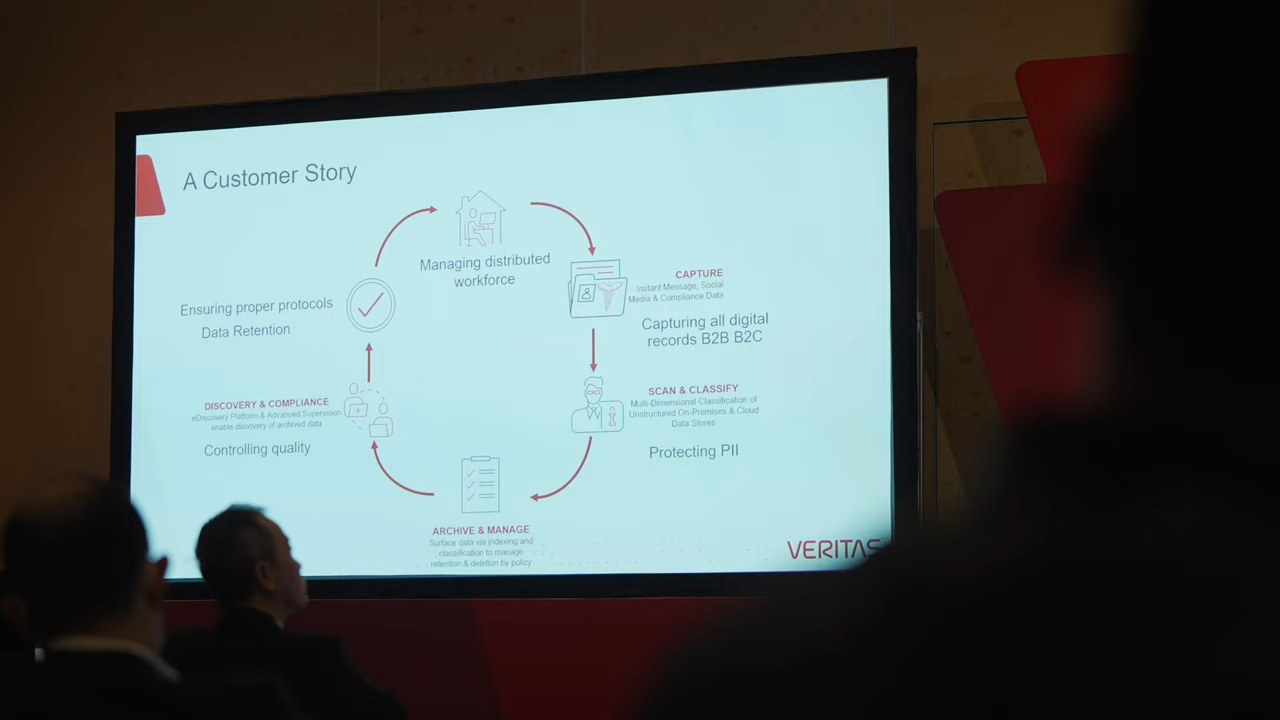 A Customer Story
Managing distributed
workforce
CAPTURE
Instant Message, Social
Media & Compliance Data
Capturing all digital
records B2B B2C
SCAN & CLASSIFY
Multi-Dimensional Classification of
Unstructured On-Premises & Cloud
Data Stores
Protecting PII
ARCHIVE & MANAGE
Surface data via indexing and
classification to manage
retention & deletion by policy
DISCOVERY & COMPLIANCE
eDiscovery Platform & Advanced Supervision
enable discovery of archived data
Controlling quality
Ensuring proper protocols
Data Retention
VERITAS